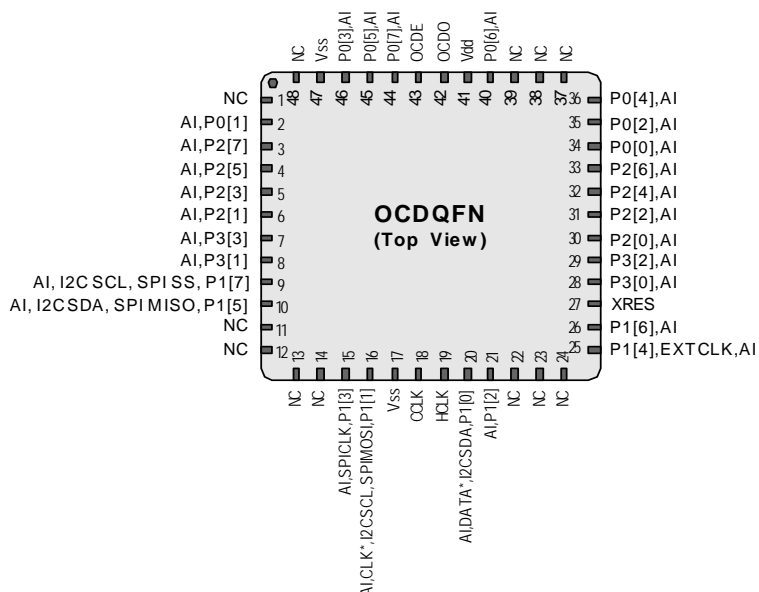 NC
Vss
P0[3],AI
P0[5],AI
P0[7],AI
OCDE
OCDO
Vdd
P0[6],AI
NC
NC
NC
48
47
46
45
44
43
42
41
40
39
38
37
NC 1
AI,P0[1] 2
AI,P2[7] 3
AI,P2[5] 4
AI,P2[3] 5
AI,P2[1] 6
AI,P3[3] 7
AI,P3[1] 8
AI, I2C SCL, SPI SS, P1[7] 9
AI, I2C SDA, SPI MISO, P1[5] 10
NC 11
NC 12
OCDQFN
(Top View)
36 P0[4],AI
35 P0[2],AI
34 P0[0],AI
33 P2[6],AI
32 P2[4],AI
31 P2[2],AI
30 P2[0],AI
29 P3[2],AI
28 P3[0],AI
27 XRES
26 P1[6],AI
25 P1[4],EXTCLK,AI
13
14
15
16
17
18
19
20
21
22
23
24
NC
NC
AI,SPICLK,P1[3]
AI,CLK*,I2CSCL,SPIMOSI,P1[1]
Vss
CCLK
HCLK
AI,DATA*,I2CSDA,P1[0]
AI,P1[2]
NC
NC
NC